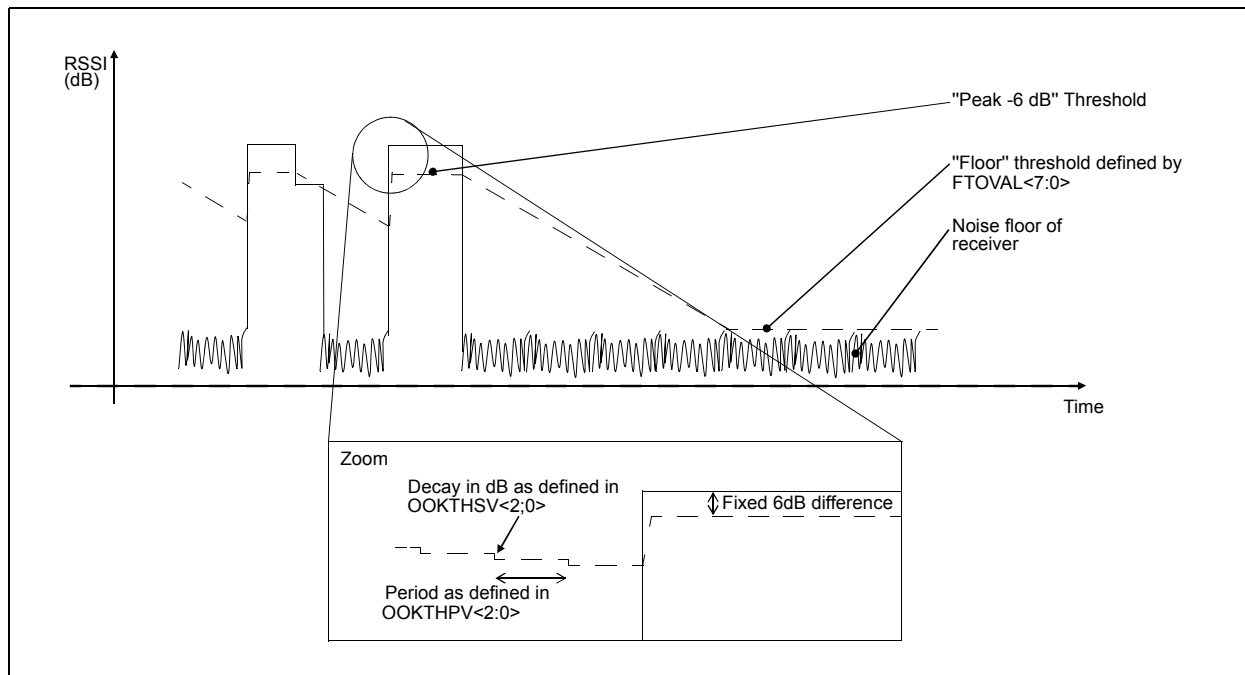 RSSI
(dB)
"Peak -6 dB" Threshold
"Floor" threshold defined by
FTOVAL<7:0>
Noise floor of
receiver
Time
Zoom
Decay in dB as defined in
OOKTHSV<2;0>
Fixed 6dB difference
Period as defined in
OOKTHPV<2:0>